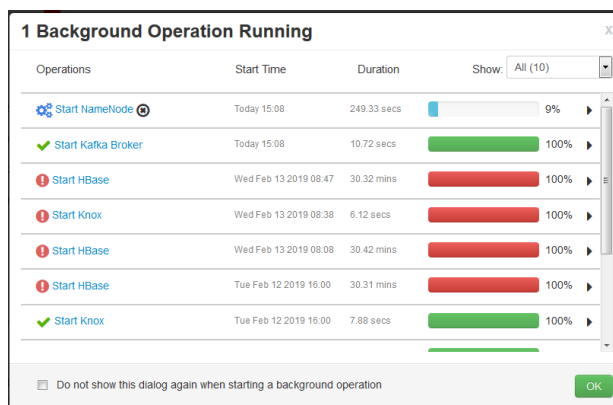 1 Background Operation Running
x
Operations Start Time Duration Show: All (10)
Start NameNode Today 15:08 249.33 secs 9%
Start Kafka Broker Today 15:08 10.72 secs 100%
Start HBase Wed Feb 13 2019 08:47 30.32 mins 100%
Start Knox Wed Feb 13 2019 08:38 6.12 secs 100%
Start HBase Wed Feb 13 2019 08:08 30.42 mins 100%
Start HBase Tue Feb 12 2019 16:00 30.31 mins 100%
Start Knox Tue Feb 12 2019 16:00 7.88 secs 100%
Do not show this dialog again when starting a background operation
OK